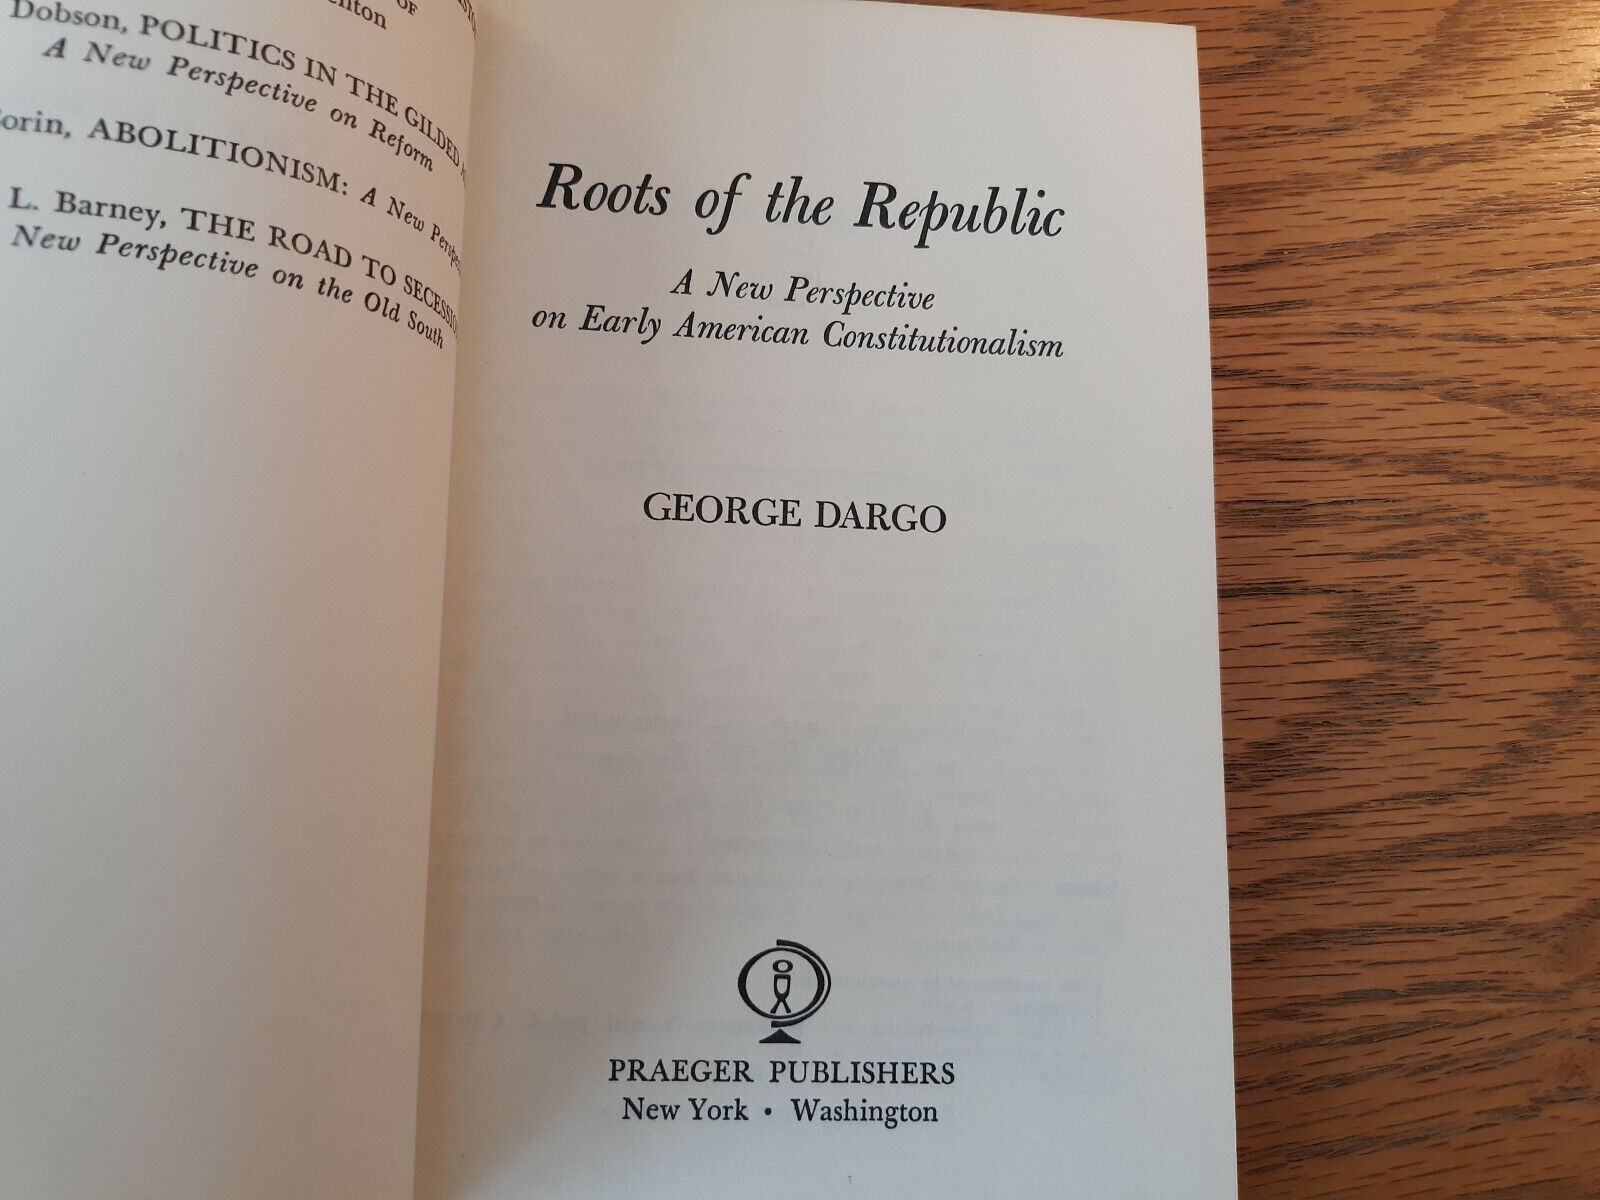 OF
Dobson, POLITICS IN THE GILDED
A New Perspective on Reform
ABOLITIONISM: A New
L. Barney, THE ROAD TO
New Perspective on the Old South
Roots of the Republic
A New Perspective
on Early American Constitutionalism
GEORGE DARGO
PRAEGER PUBLISHERS
New York • Washington